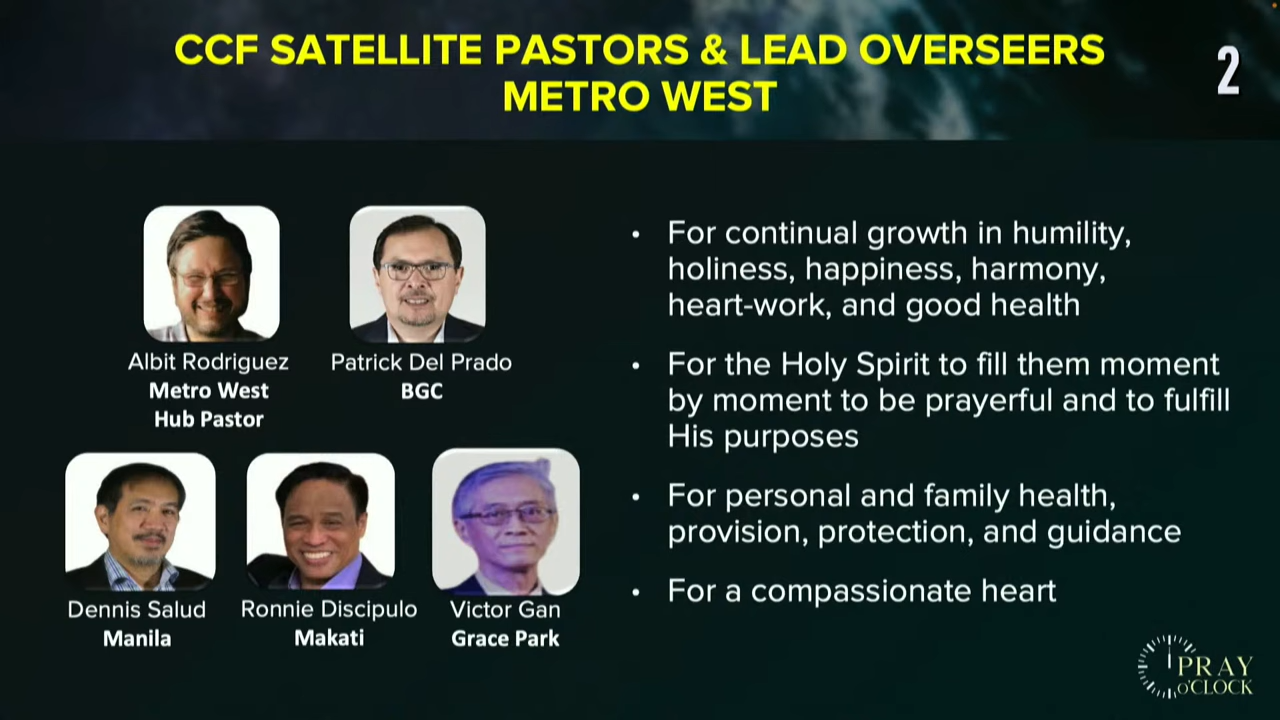 CCF SATELLITE PASTORS & LEAD OVERSEERS
METRO WEST
2
Albit Rodriguez
Metro West
Hub Pastor
Patrick Del Prado
BGC
Dennis Salud
Manila
Ronnie Discipulo
Makati
Victor Gan
Grace Park
• For continual growth in humility,
holiness, happiness, harmony,
heart-work, and good health
• For the Holy Spirit to fill them moment
by moment to be prayerful and to fulfill
His purposes
• For personal and family health,
provision, protection, and guidance
• For a compassionate heart
PRAY
O'CLOCK